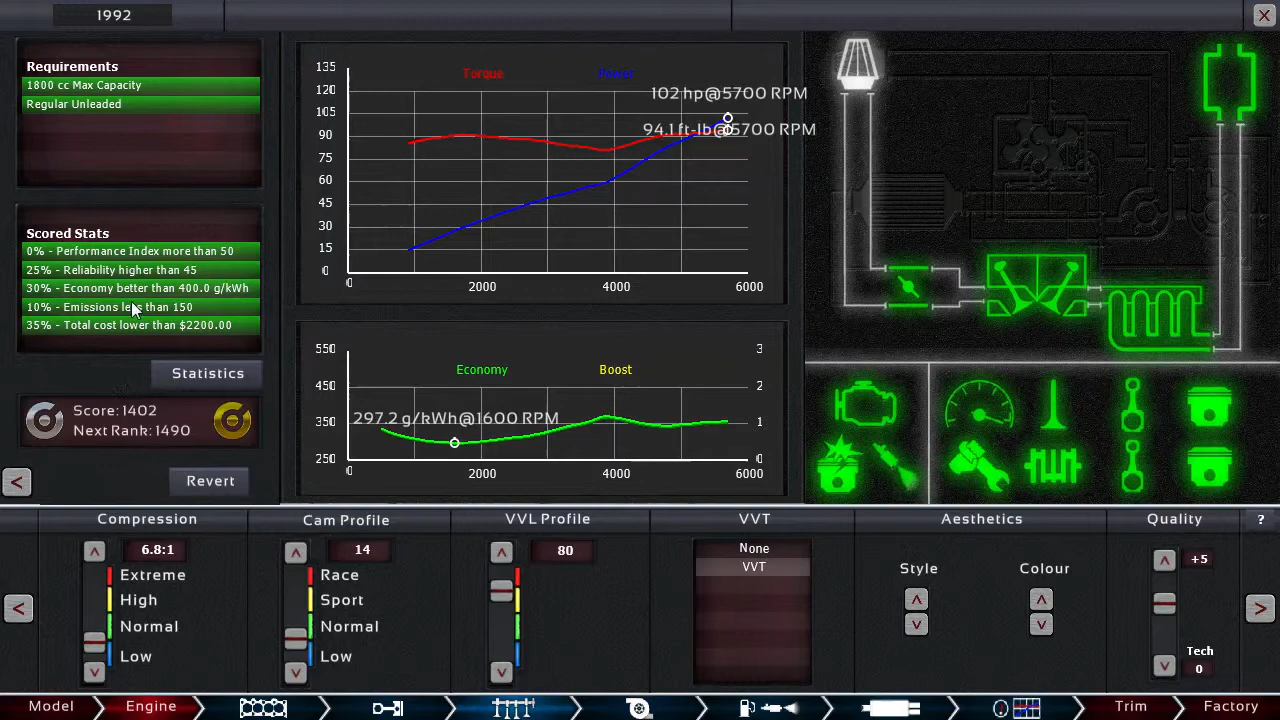 1992
X
Requirements
1800 cc Max Capacity
Regular Unleaded
Scored Stats
0% - Performance Index more than 50
25% - Reliability higher than 45
30% - Economy better than 400.0 g/kWh
10% - Emissions less than 150
35% - Total cost lower than $2200.00
Statistics
Score: 1402
Next Rank: 1490
<
Revert
135
120
105
90
75
60
45
30
15
0
Torque
Power
102 hp@5700 RPM
94.1 ft-lb@5700 RPM
0
2000
4000
6000
550
450
350
250
Economy
Boost
3
2
1
0
297.2 g/kWh@1600 RPM
0
2000
4000
6000
Compression
6.8:1
Extreme
High
Normal
Low
<
Cam Profile
14
Race
Sport
Normal
Low
VVL Profile
80
VVT
None
VVT
Aesthetics
Style
Colour
Quality
?
+5
>
Tech
0
Model
Engine
Trim
Factory